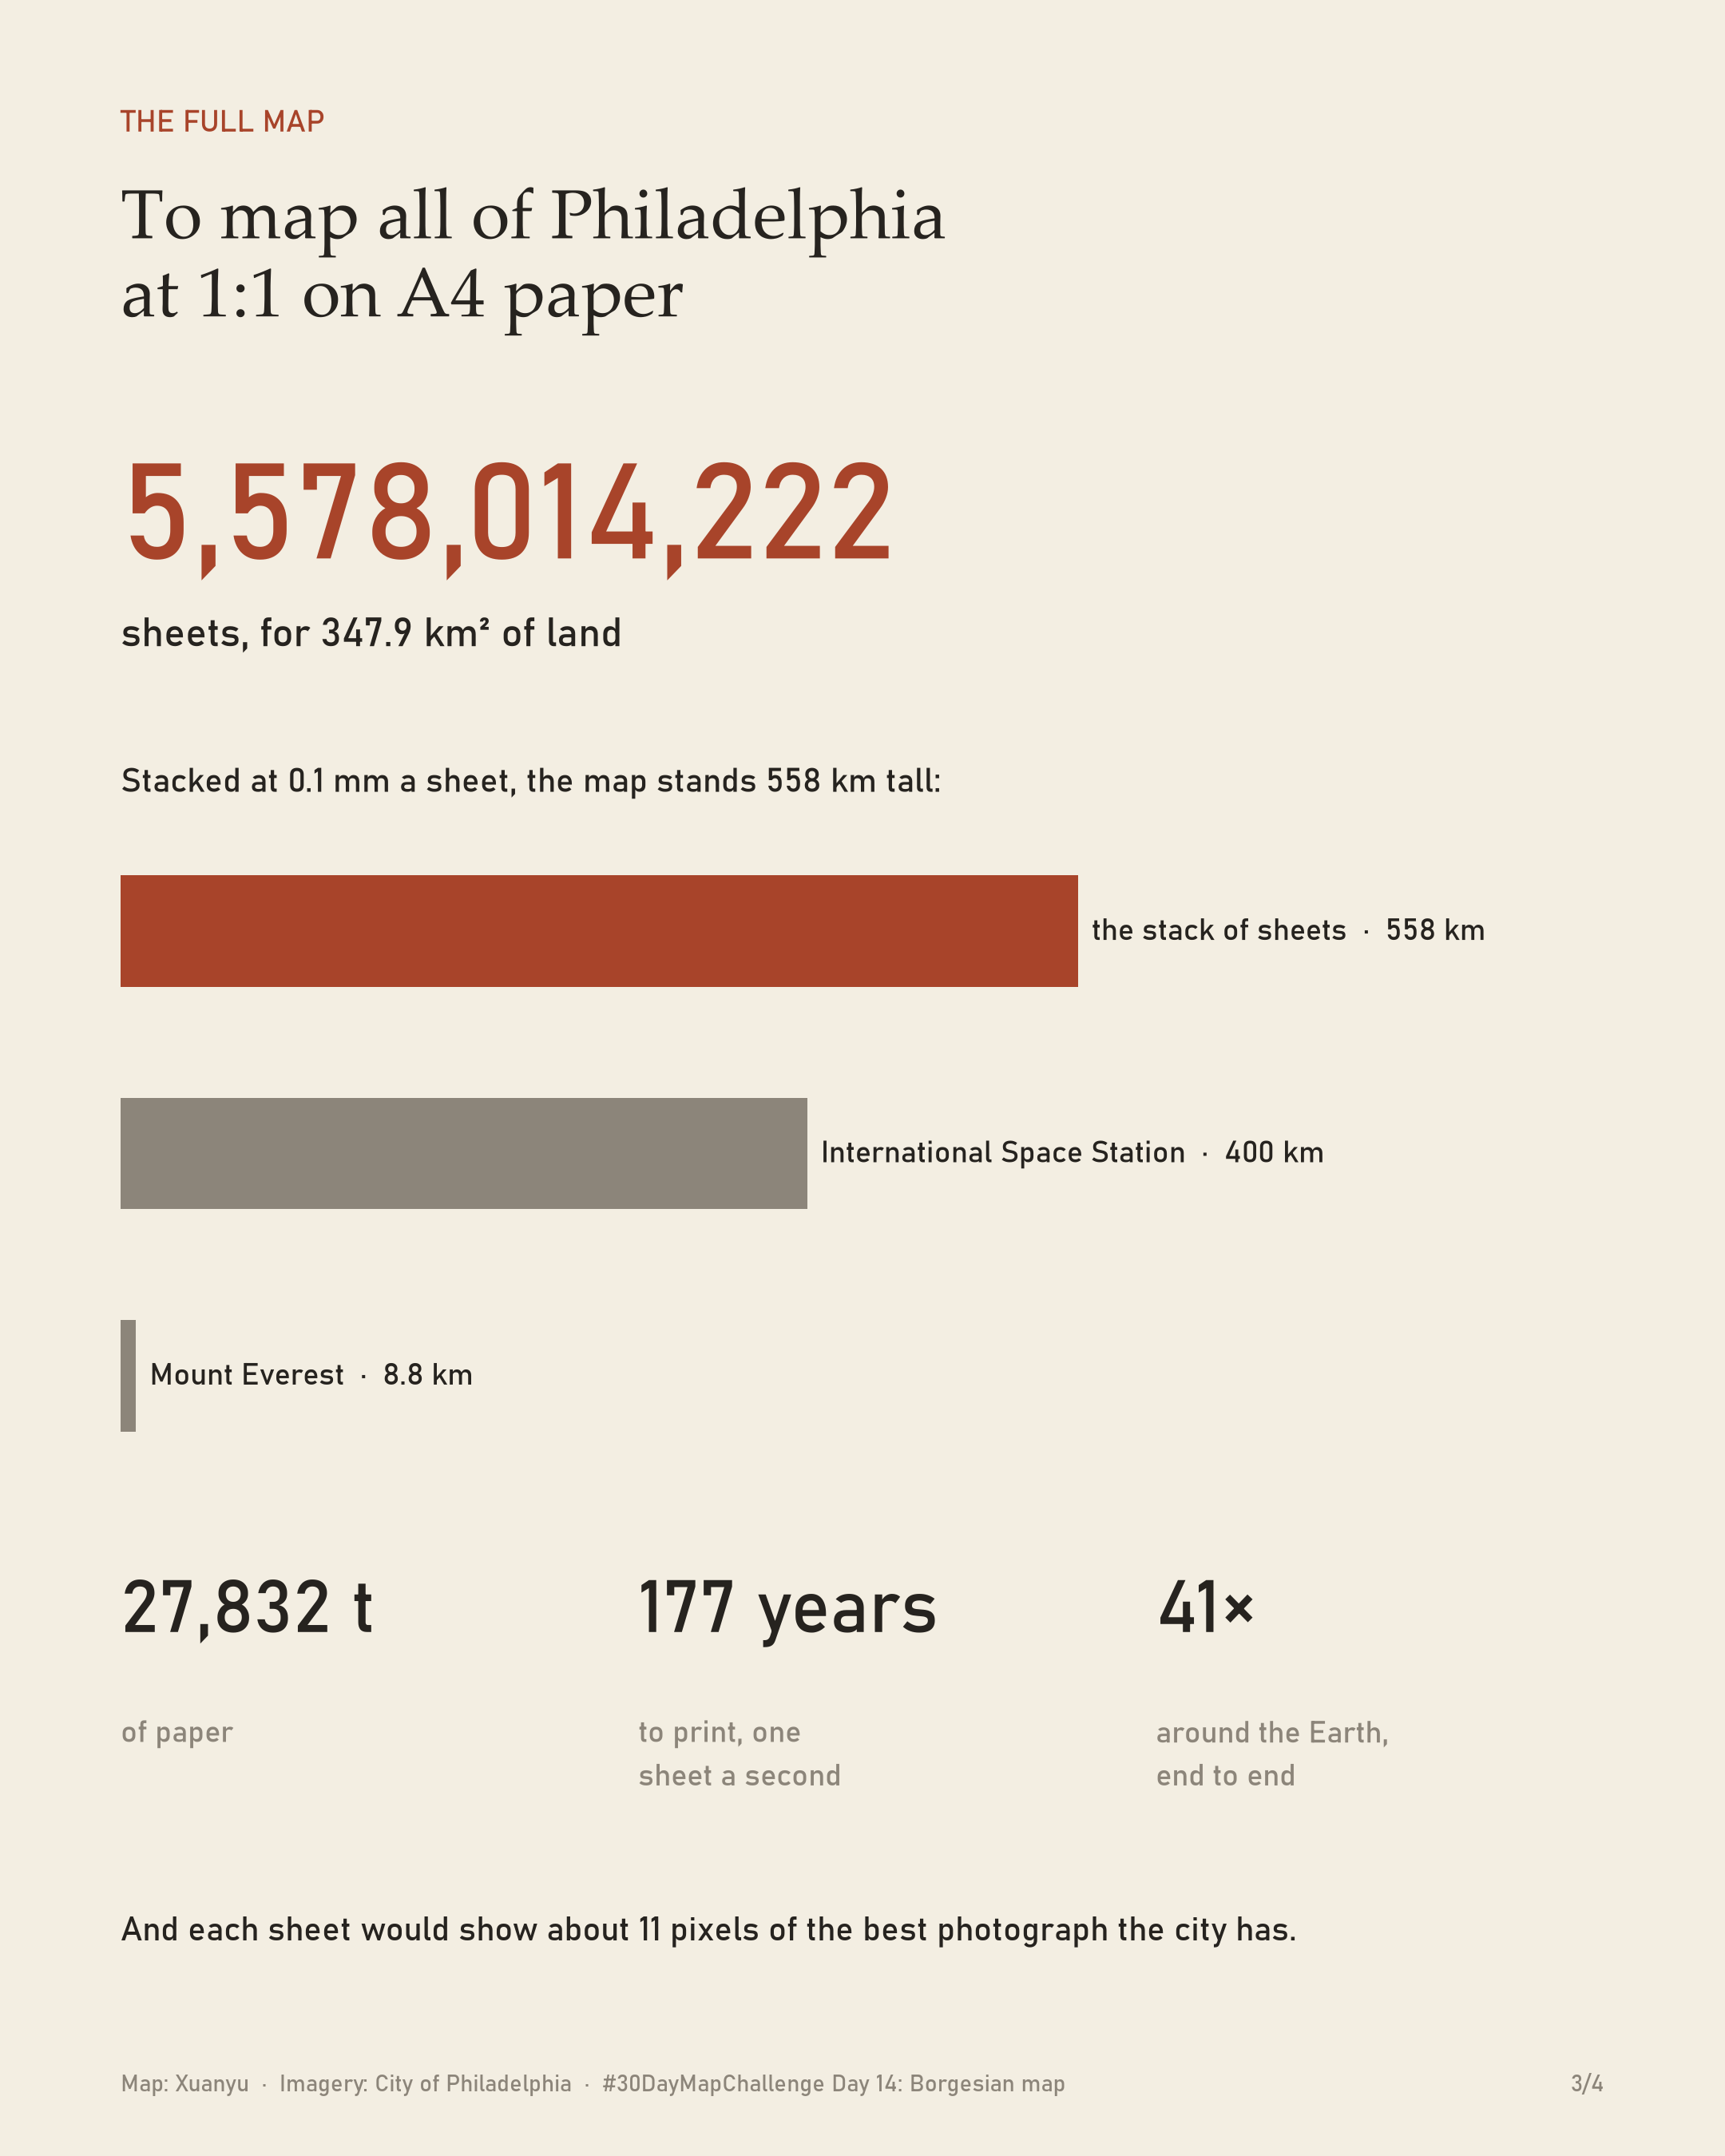 THE FULL MAP
To map all of Philadelphia
at 1:1 on A4 paper
5,578,014,222
sheets, for 347.9 km² of land
Stacked at 0.1 mm a sheet, the map stands 558 km tall:
the stack of sheets · 558 km
International Space Station · 400 km
Mount Everest · 8.8 km
27,832 t
of paper
177 years
to print, one
sheet a second
41×
around the Earth,
end to end
And each sheet would show about 11 pixels of the best photograph the city has.
Map: Xuanyu · Imagery: City of Philadelphia · #30DayMapChallenge Day 14: Borgesian map
3/4